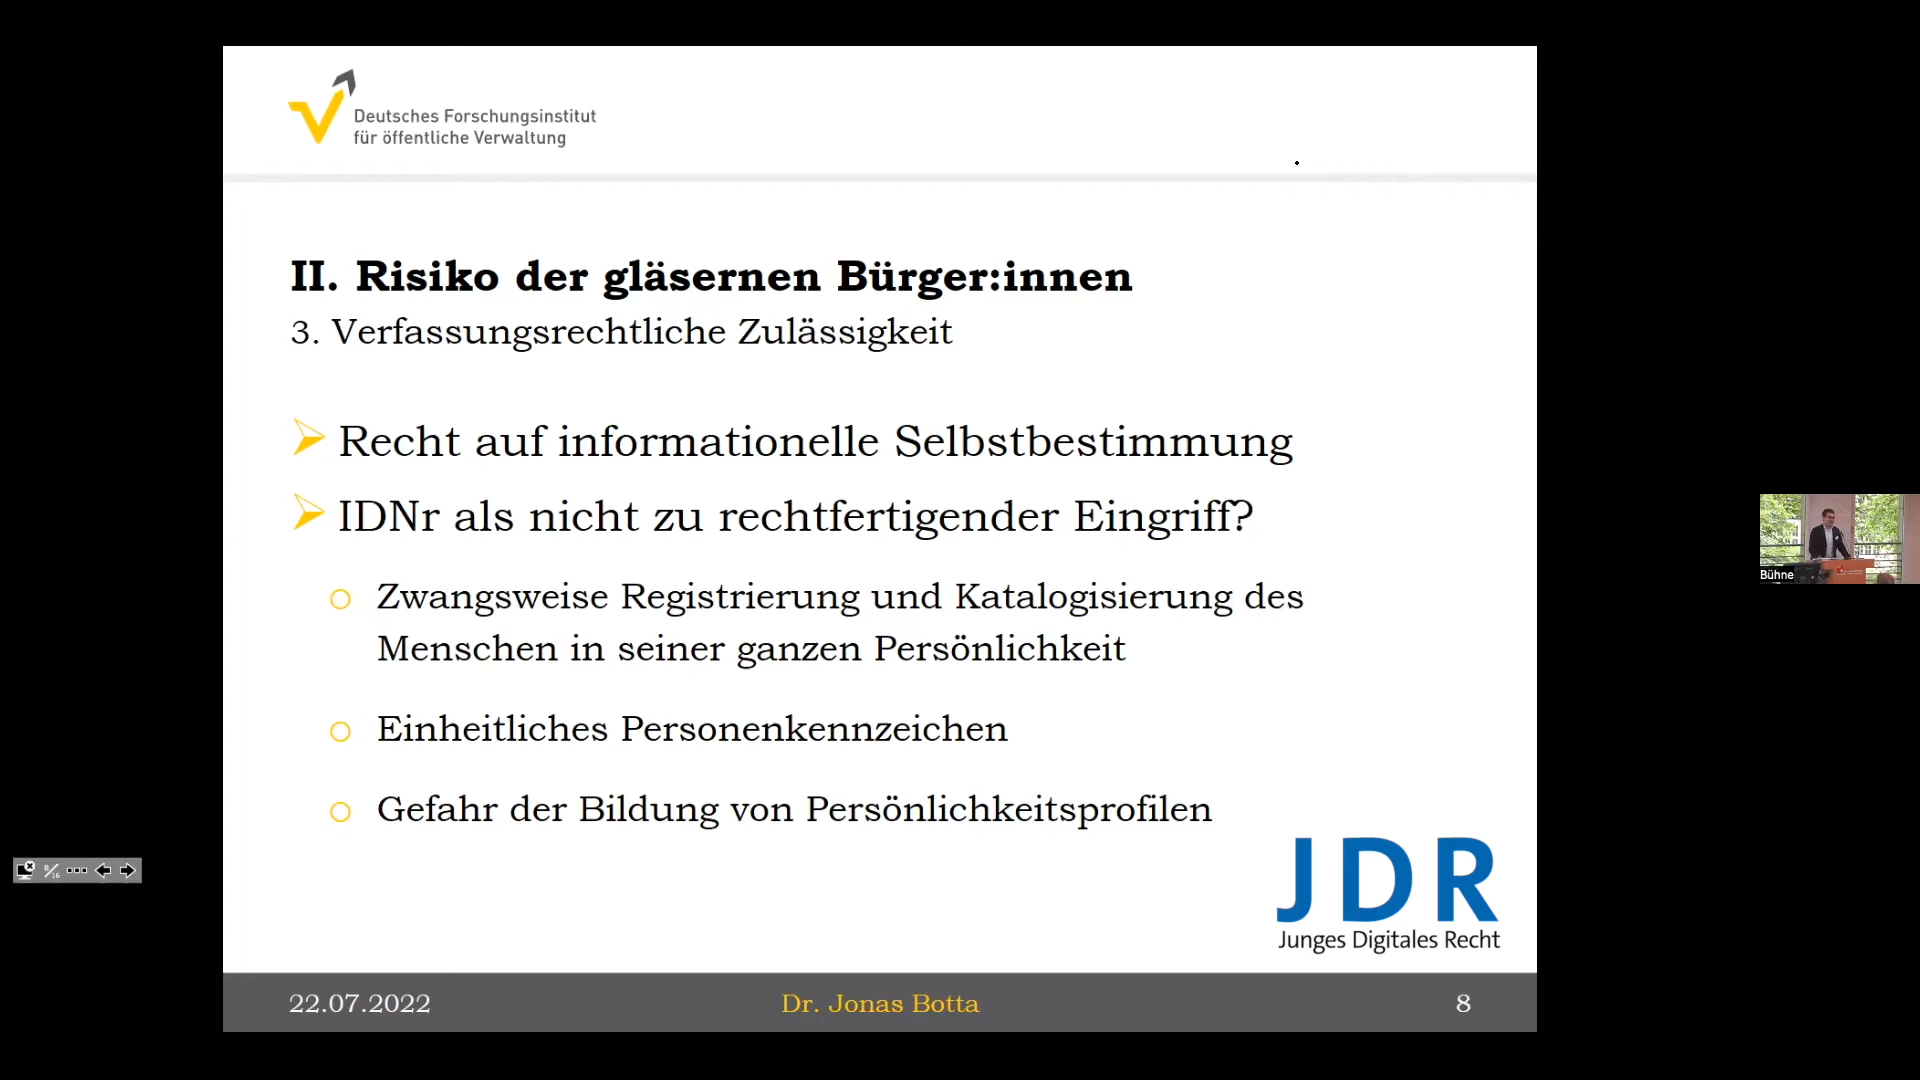 Deutsches Forschungsinstitut
für öffentliche Verwaltung
II. Risiko der gläsernen Bürger:innen
3. Verfassungsrechtliche Zulässigkeit
Recht auf informationelle Selbstbestimmung
IDNr als nicht zu rechtfertigender Eingriff?
Zwangsweise Registrierung und Katalogisierung des
Menschen in seiner ganzen Persönlichkeit
Einheitliches Personenkennzeichen
Gefahr der Bildung von Persönlichkeitsprofilen
JDR
Junges Digitales Recht
22.07.2022
Dr. Jonas Botta
8
Bühne
8/16